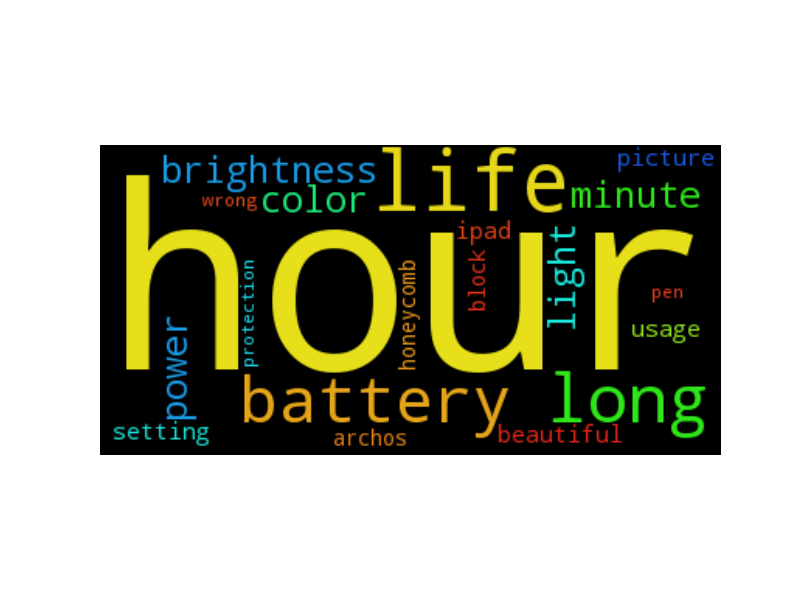 picture
life
brightness
minute
color
wrong
hour
ipad
light
block
protection
honeycomb
pen
power
usage
battery
long
setting
archos
beautiful